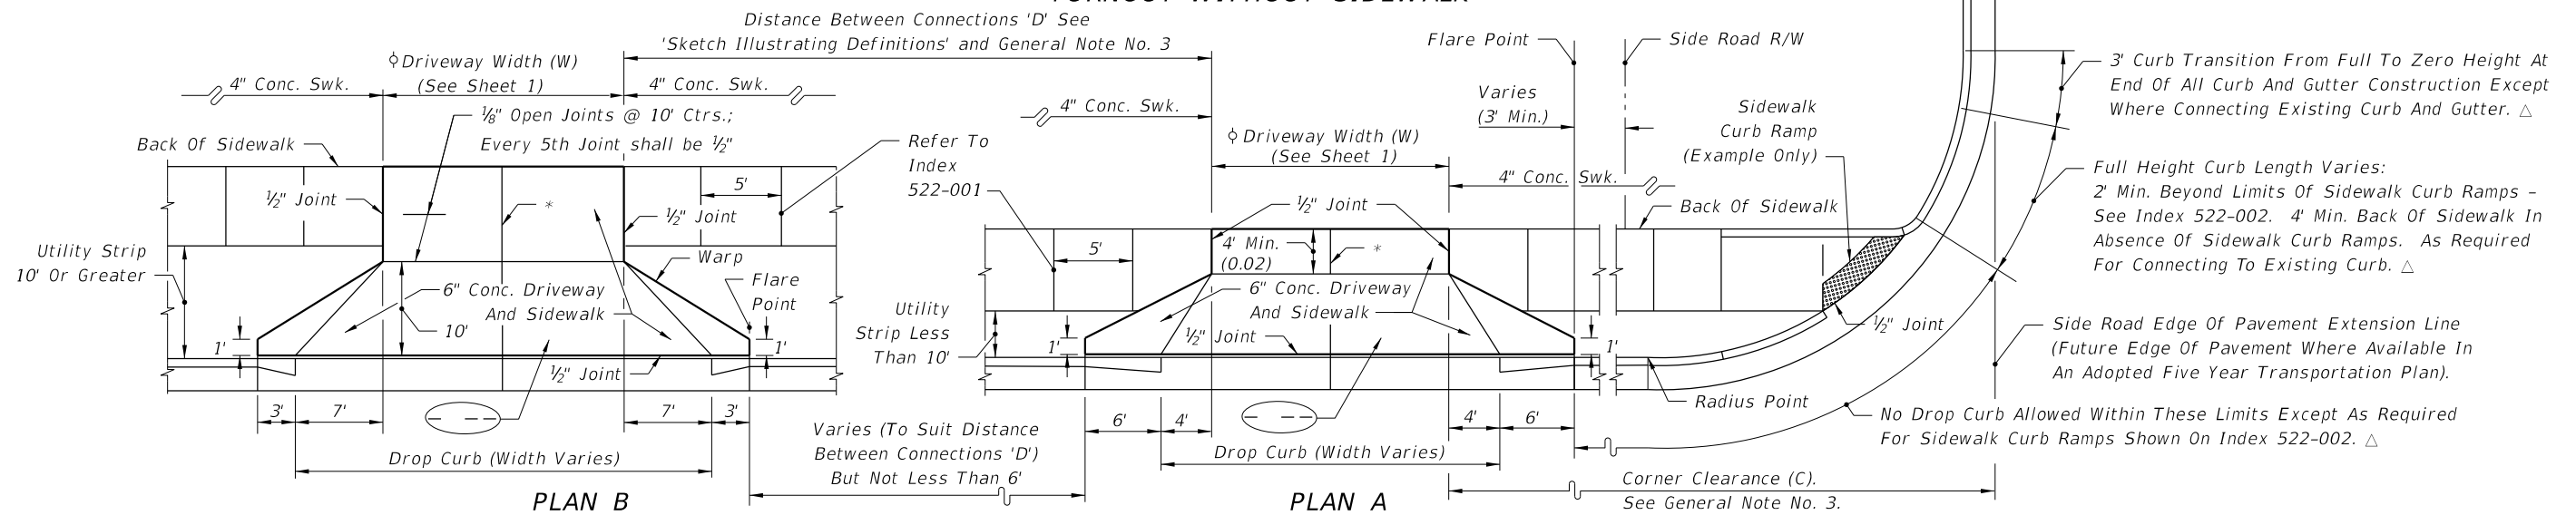 Distance Between Connections 'D' See
'Sketch Illustrating Definitions' and General Note No. 3
Driveway Width (W)
(See Sheet 1)
4" Conc. Swk.
4" Conc. Swk.
⅛" Open Joints @ 10' Ctrs.;
Every 5th Joint shall be ½"
Back Of Sidewalk
Refer To
Index
522-001
5'
½" Joint
*
½" Joint
Utility Strip
10' Or Greater
Warp
Flare
Point
6" Conc. Driveway
And Sidewalk
10'
1'
1'
½" Joint
3'
7'
— — —
7'
3'
Drop Curb (Width Varies)
PLAN B
Varies (To Suit Distance
Between Connections 'D')
But Not Less Than 6'
4" Conc. Swk.
Driveway Width (W)
(See Sheet 1)
4" Conc. Swk.
Flare Point
Side Road R/W
Varies
(3' Min.)
Sidewalk
Curb Ramp
(Example Only)
½" Joint
Back Of Sidewalk
5'
4' Min.
(0.02)
*
Utility
Strip Less
Than 10'
6" Conc. Driveway
And Sidewalk
½" Joint
1'
1'
6'
4'
— — —
4'
6'
Drop Curb (Width Varies)
PLAN A
½" Joint
Radius Point
Corner Clearance (C).
See General Note No. 3.
3' Curb Transition From Full To Zero Height At
End Of All Curb And Gutter Construction Except
Where Connecting Existing Curb And Gutter. △
Full Height Curb Length Varies:
2' Min. Beyond Limits Of Sidewalk Curb Ramps –
See Index 522-002.  4' Min. Back Of Sidewalk In
Absence Of Sidewalk Curb Ramps.  As Required
For Connecting To Existing Curb. △
Side Road Edge Of Pavement Extension Line
(Future Edge Of Pavement Where Available In
An Adopted Five Year Transportation Plan).
No Drop Curb Allowed Within These Limits Except As Required
For Sidewalk Curb Ramps Shown On Index 522-002. △